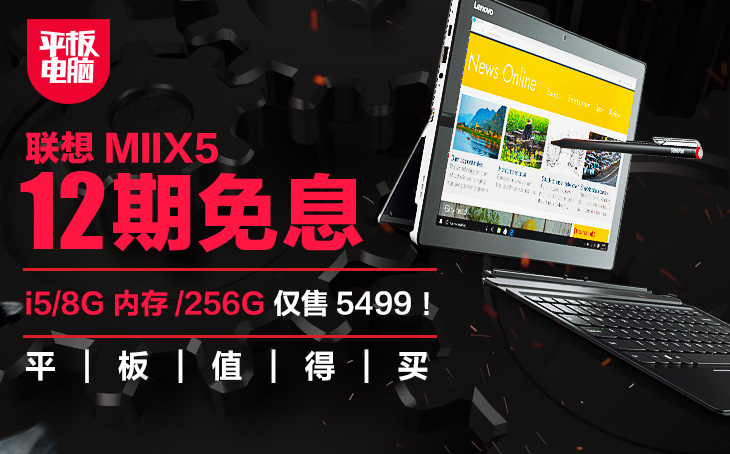 平板
电脑
联想 MIIX5
12期免息
i5/8G 内存 /256G 仅售 5499！
平 | 板 | 值 | 得 | 买
Lenovo
News Online